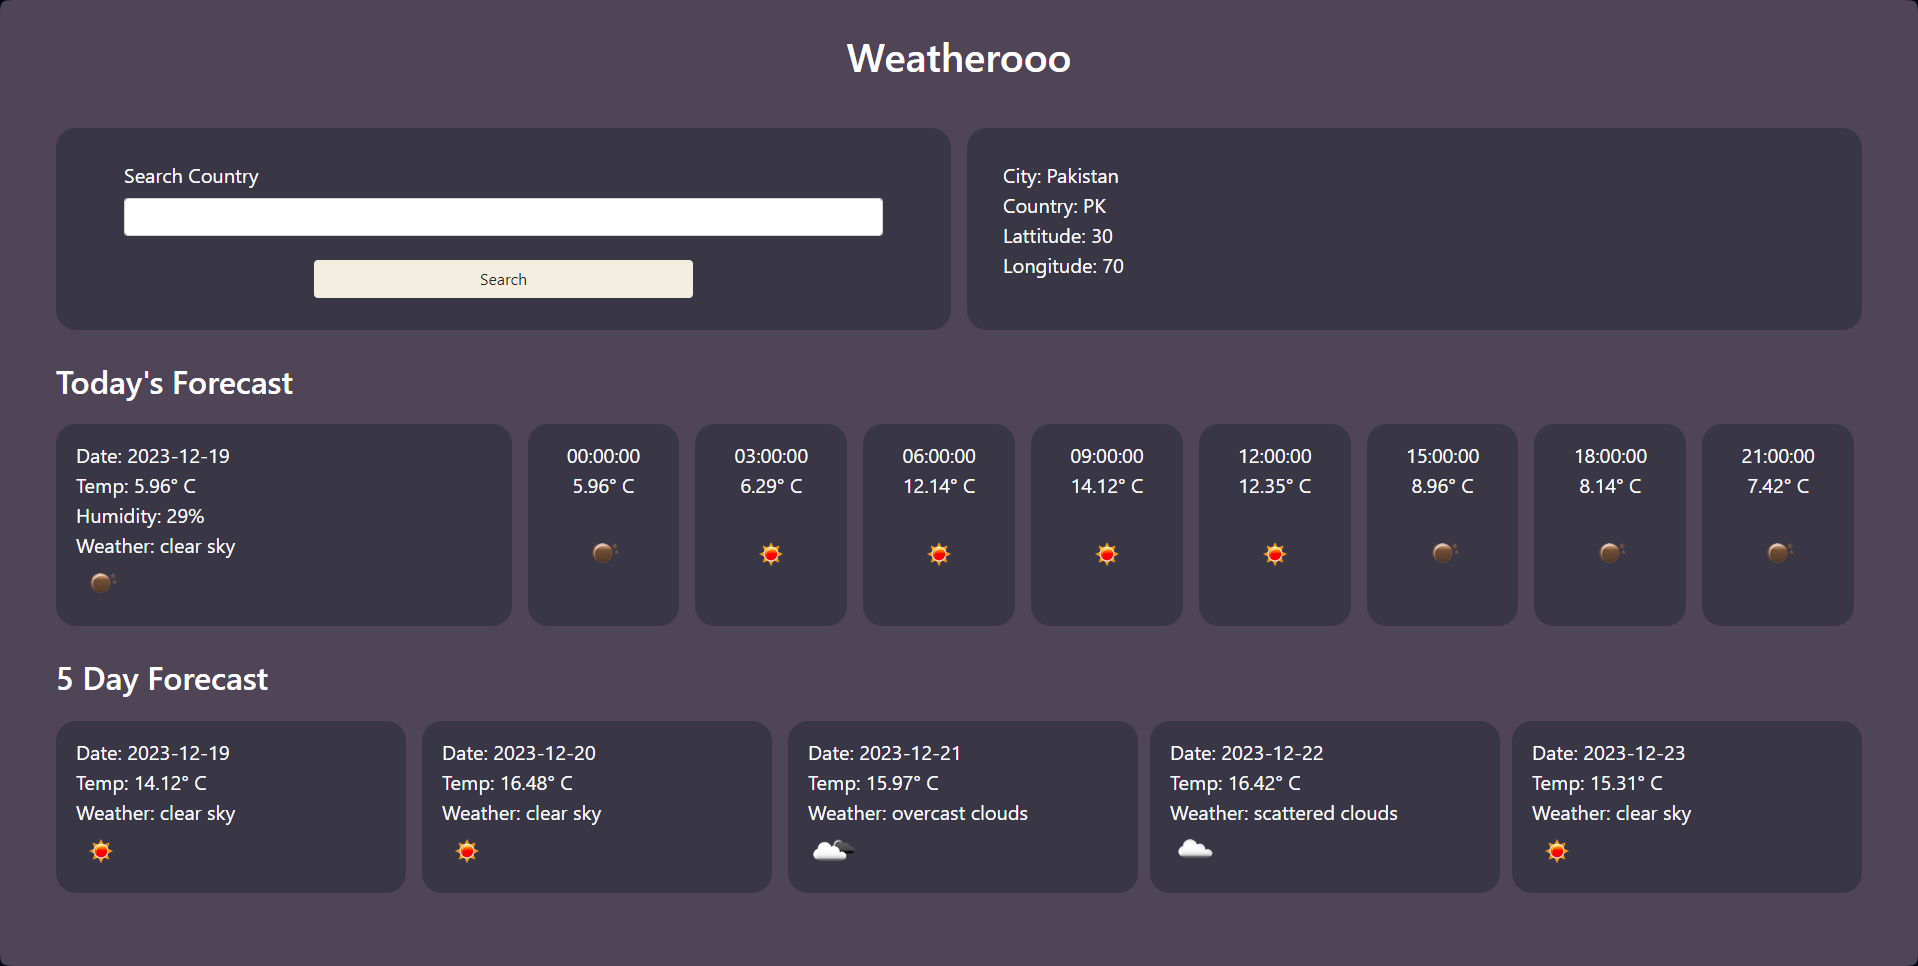 Weatherooo
Search Country
Search
City: Pakistan
Country: PK
Lattitude: 30
Longitude: 70
Today's Forecast
Date: 2023-12-19
Temp: 5.96° C
Humidity: 29%
Weather: clear sky
00:00:00
5.96° C
03:00:00
6.29° C
06:00:00
12.14° C
09:00:00
14.12° C
12:00:00
12.35° C
15:00:00
8.96° C
18:00:00
8.14° C
21:00:00
7.42° C
5 Day Forecast
Date: 2023-12-19
Temp: 14.12° C
Weather: clear sky
Date: 2023-12-20
Temp: 16.48° C
Weather: clear sky
Date: 2023-12-21
Temp: 15.97° C
Weather: overcast clouds
Date: 2023-12-22
Temp: 16.42° C
Weather: scattered clouds
Date: 2023-12-23
Temp: 15.31° C
Weather: clear sky